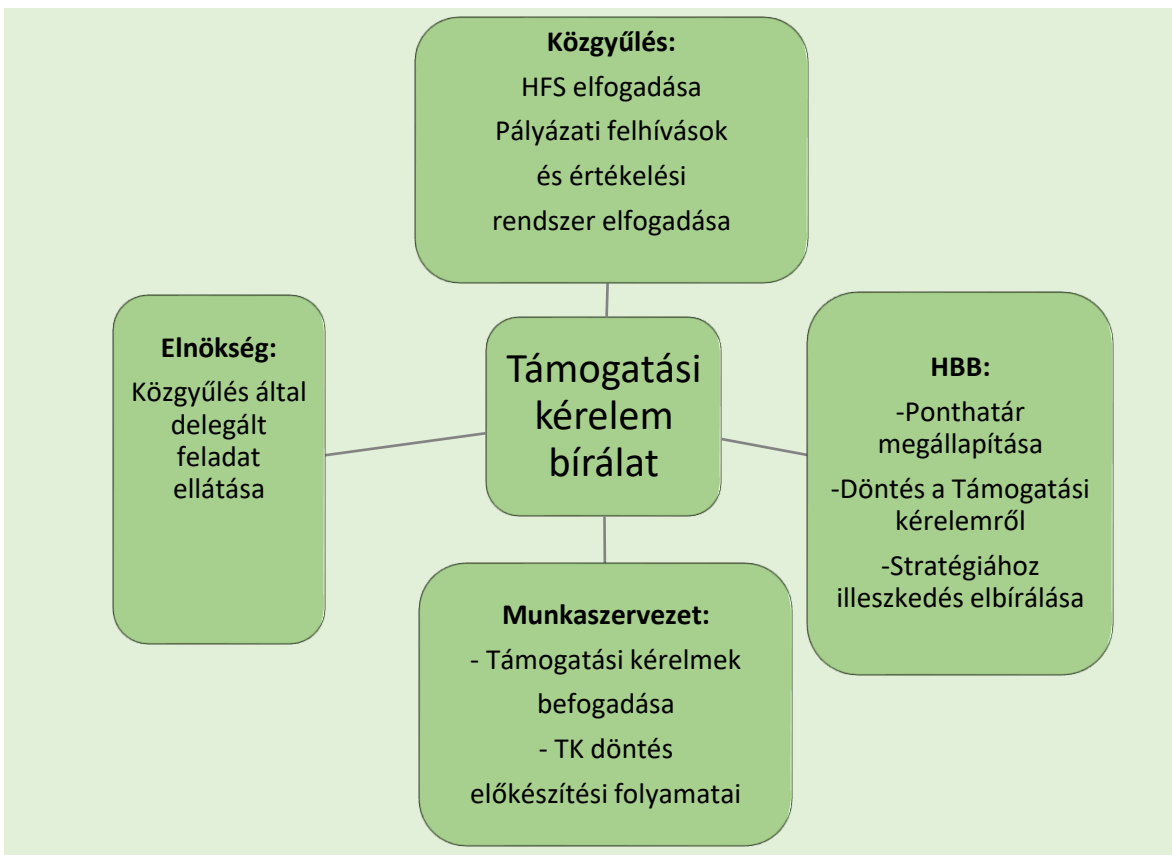 Közgyűlés:
HFS elfogadása
Pályázati felhívások
és értékelési
rendszer elfogadása
Elnökség:
Közgyűlés által
delegált
feladat
ellátása
Támogatási
kérelem
bírálat
HBB:
-Ponthatár
megállapítása
-Döntés a Támogatási
kérelemről
-Stratégiához
illeszkedés elbírálása
Munkaszervezet:
- Támogatási kérelmek
befogadása
- TK döntés
előkészítési folyamatai